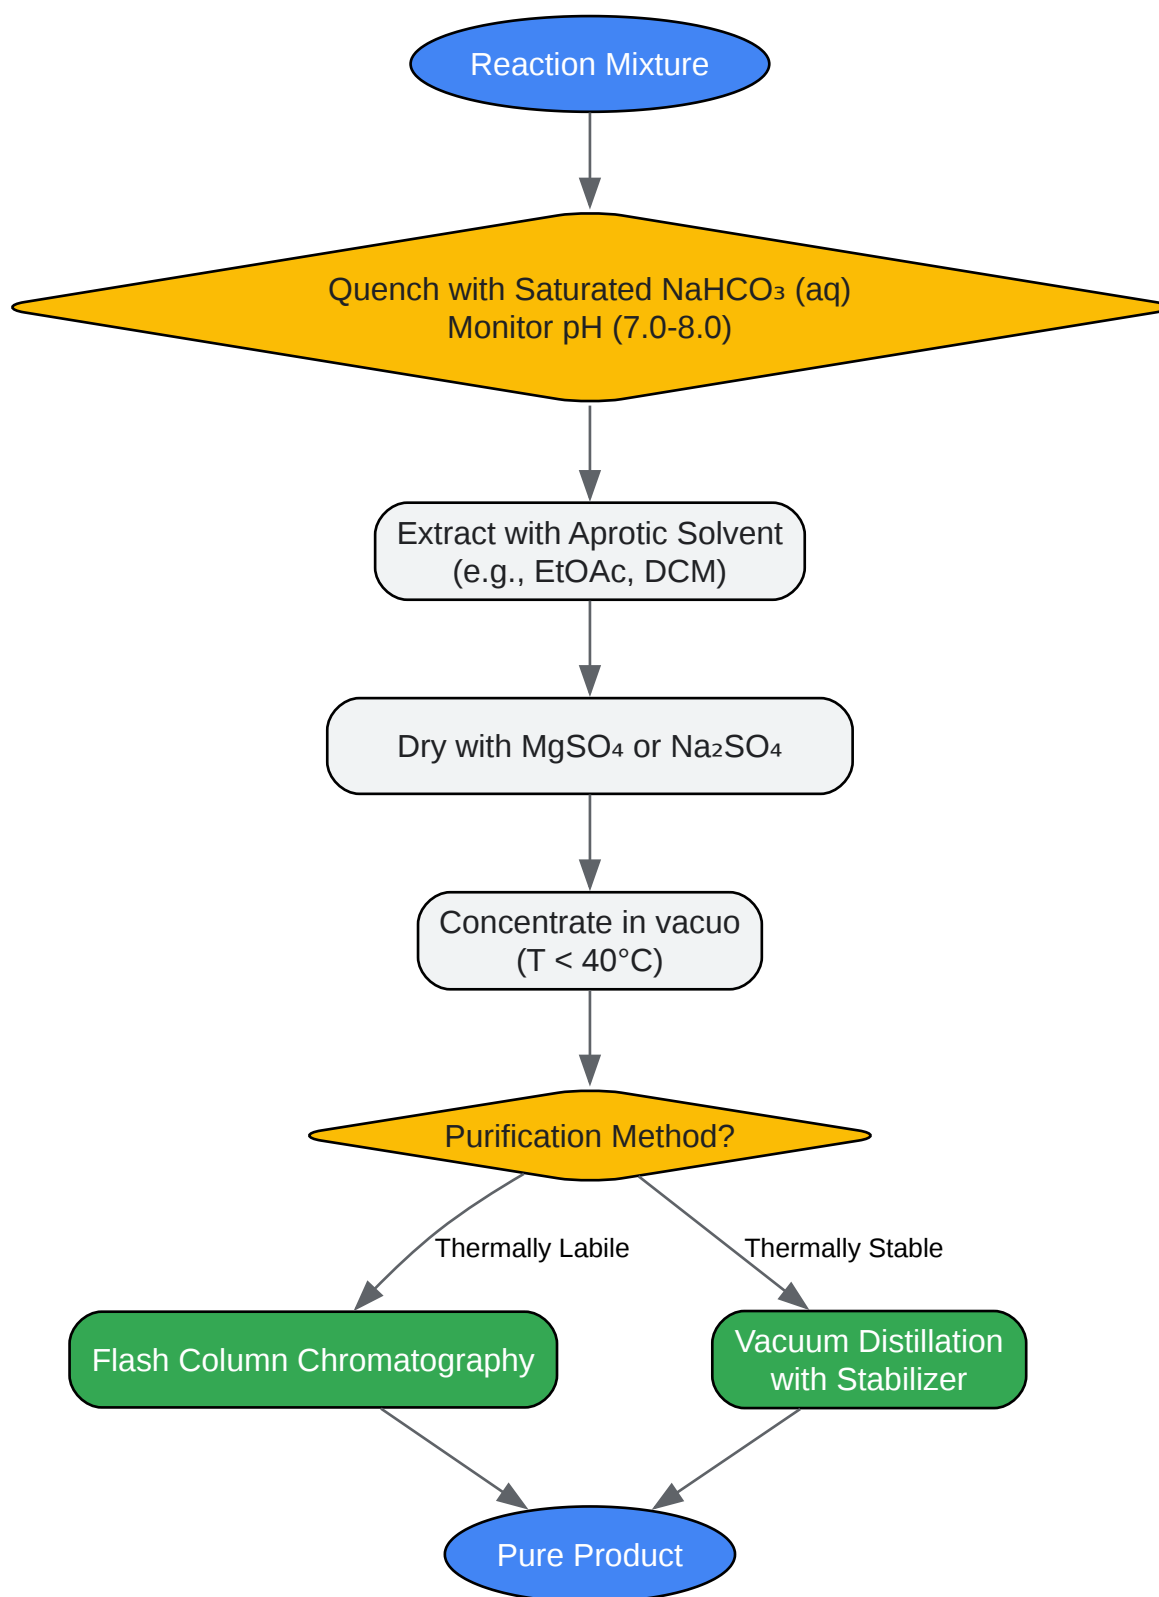 Reaction Mixture
Quench with Saturated NaHCO₃ (aq)
Monitor pH (7.0-8.0)
Extract with Aprotic Solvent
(e.g., EtOAc, DCM)
Dry with MgSO₄ or Na₂SO₄
Concentrate in vacuo
(T < 40°C)
Purification Method?
Thermally Labile
Thermally Stable
Flash Column Chromatography
Vacuum Distillation
with Stabilizer
Pure Product